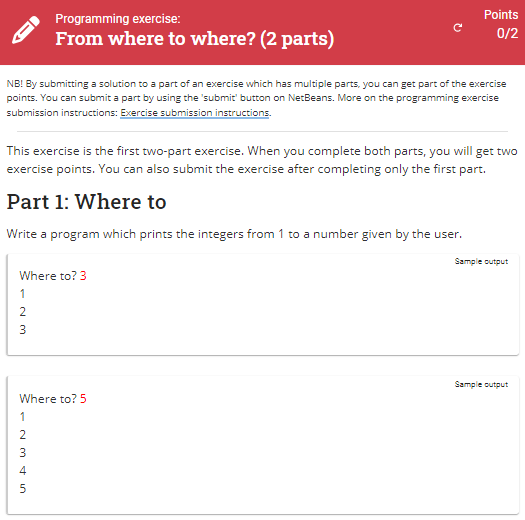 Programming exercise:
From where to where? (2 parts)
Points
0/2
NB! By submitting a solution to a part of an exercise which has multiple parts, you can get part of the exercise
points. You can submit a part by using the 'submit' button on NetBeans. More on the programming exercise
submission instructions: Exercise submission instructions.
This exercise is the first two-part exercise. When you complete both parts, you will get two
exercise points. You can also submit the exercise after completing only the first part.
Part 1: Where to
Write a program which prints the integers from 1 to a number given by the user.
Sample output
Where to? 3
1
2
3
Sample output
Where to? 5
1
2
3
4
5